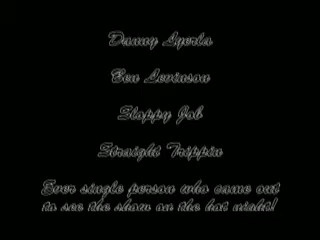 Danny Lyerla
Ben Levinson
Sloppy Job
Straight Trippin
Ever single person who came out
to see the show on the hot night!